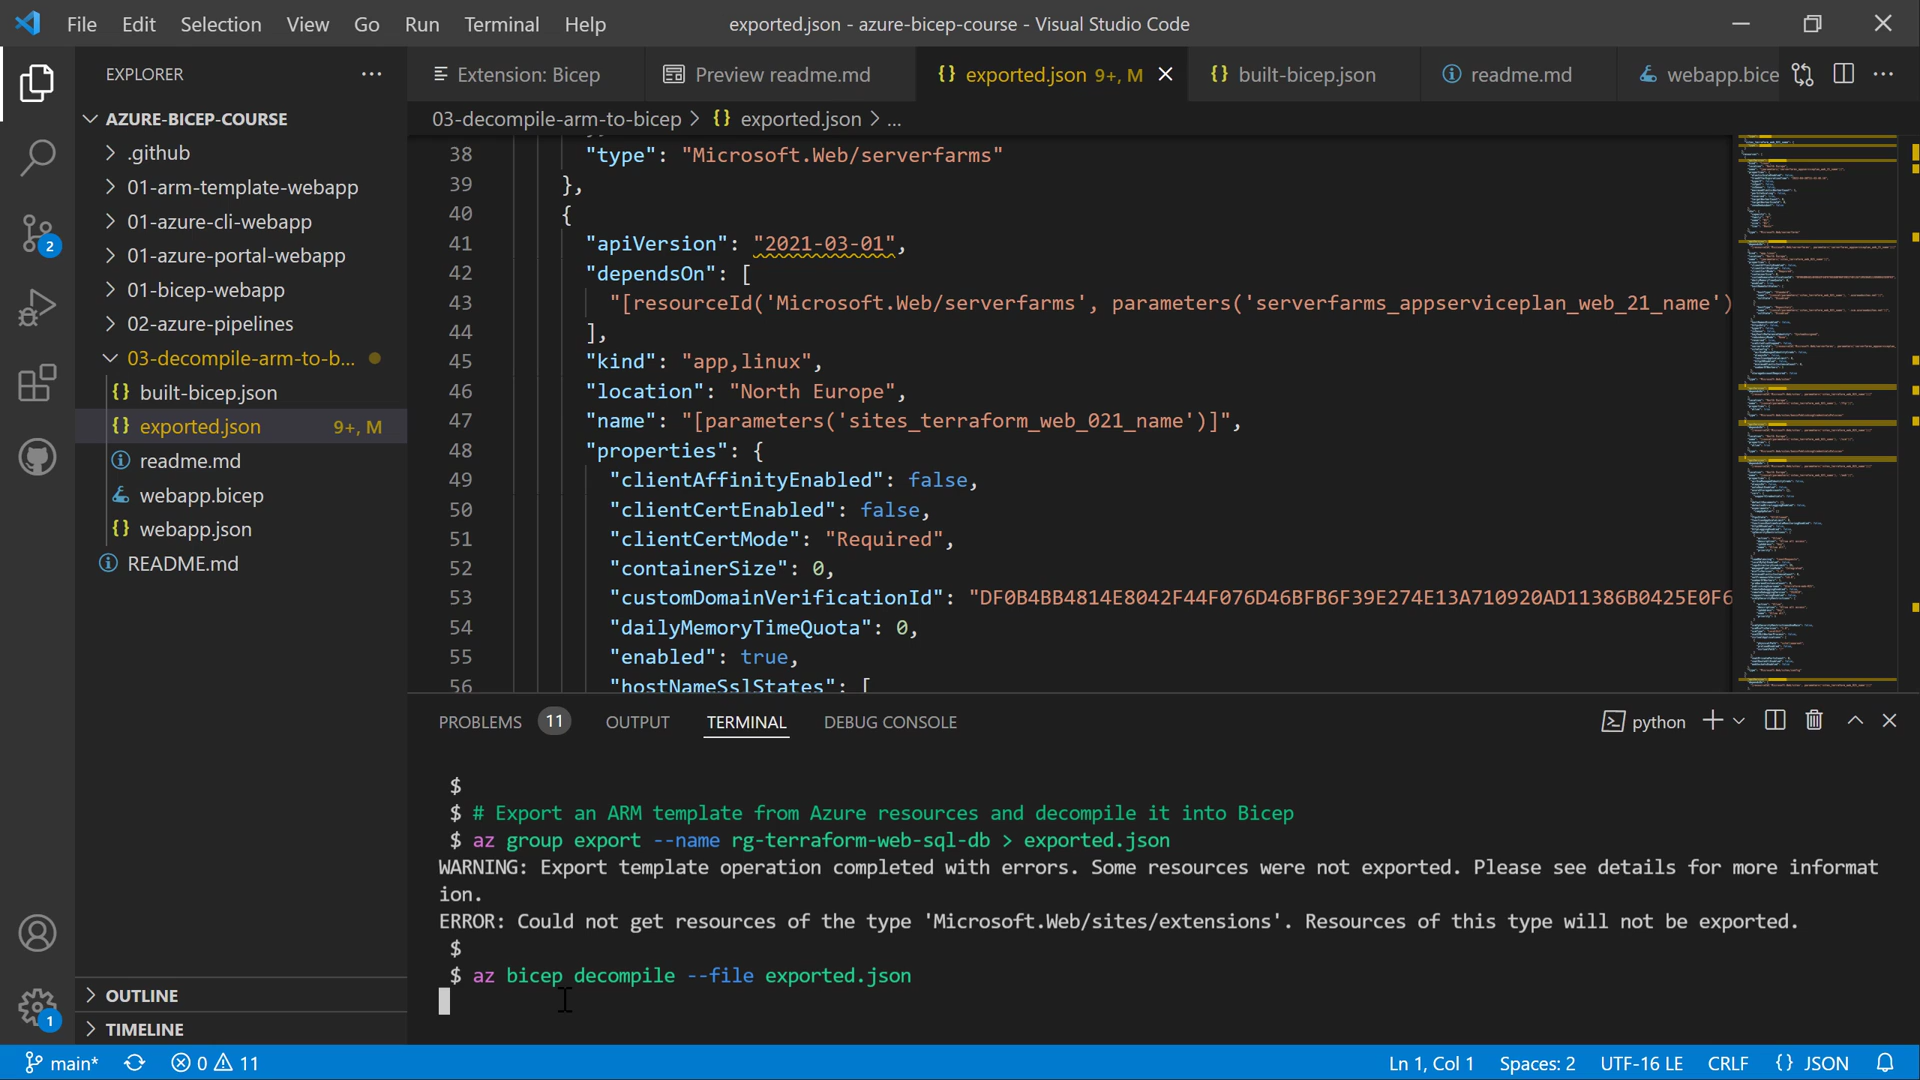 File Edit Selection View Go Run Terminal Help
exported.json - azure-bicep-course - Visual Studio Code
EXPLORER
AZURE-BICEP-COURSE
.github
01-arm-template-webapp
01-azure-cli-webapp
01-azure-portal-webapp
01-bicep-webapp
02-azure-pipelines
03-decompile-arm-to-b...
built-bicep.json
exported.json 9+, M
readme.md
webapp.bicep
webapp.json
README.md
OUTLINE
TIMELINE
2
1
Extension: Bicep
Preview readme.md
exported.json 9+, M
built-bicep.json
readme.md
webapp.bice
03-decompile-arm-to-bicep > {} exported.json > ...
38 "type": "Microsoft.Web/serverfarms"
39 },
40 {
41 "apiVersion": "2021-03-01",
42 "dependsOn": [
43 "[resourceId('Microsoft.Web/serverfarms', parameters('serverfarms_appserviceplan_web_21_name')
44 ],
45 "kind": "app,linux",
46 "location": "North Europe",
47 "name": "[parameters('sites_terraform_web_021_name')]",
48 "properties": {
49 "clientAffinityEnabled": false,
50 "clientCertEnabled": false,
51 "clientCertMode": "Required",
52 "containerSize": 0,
53 "customDomainVerificationId": "DF0B4BB4814E8042F44F076D46BFB6F39E274E13A710920AD11386B0425E0F6
54 "dailyMemoryTimeQuota": 0,
55 "enabled": true,
56 "hostNameSslStates": [
PROBLEMS 11 OUTPUT TERMINAL DEBUG CONSOLE
python
$
$ # Export an ARM template from Azure resources and decompile it into Bicep
$ az group export --name rg-terraform-web-sql-db > exported.json
WARNING: Export template operation completed with errors. Some resources were not exported. Please see details for more informat
ion.
ERROR: Could not get resources of the type 'Microsoft.Web/sites/extensions'. Resources of this type will not be exported.
$
$ az bicep decompile --file exported.json
main* 0 11
Ln 1, Col 1 Spaces: 2 UTF-16 LE CRLF {} JSON